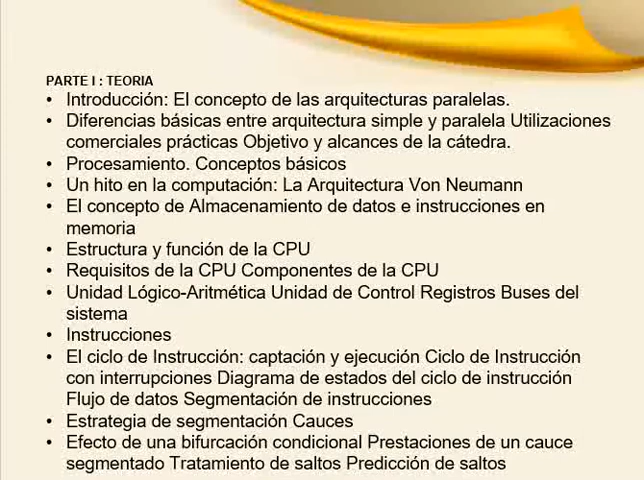 PARTE I : TEORIA
• Introducción: El concepto de las arquitecturas paralelas.
• Diferencias básicas entre arquitectura simple y paralela Utilizaciones
comerciales prácticas Objetivo y alcances de la cátedra.
• Procesamiento. Conceptos básicos
• Un hito en la computación: La Arquitectura Von Neumann
• El concepto de Almacenamiento de datos e instrucciones en
memoria
• Estructura y función de la CPU
• Requisitos de la CPU Componentes de la CPU
• Unidad Lógico-Aritmética Unidad de Control Registros Buses del
sistema
• Instrucciones
• El ciclo de Instrucción: captación y ejecución Ciclo de Instrucción
con interrupciones Diagrama de estados del ciclo de instrucción
Flujo de datos Segmentación de instrucciones
• Estrategia de segmentación Cauces
• Efecto de una bifurcación condicional Prestaciones de un cauce
segmentado Tratamiento de saltos Predicción de saltos